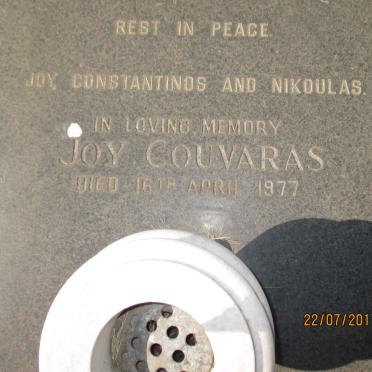 REST IN PEACE.
JOY, CONSTANTINOS AND NIKOULAS.
IN LOVING MEMORY
JOY COUVARAS
DIED 16TH APRIL 1977
22/07/201